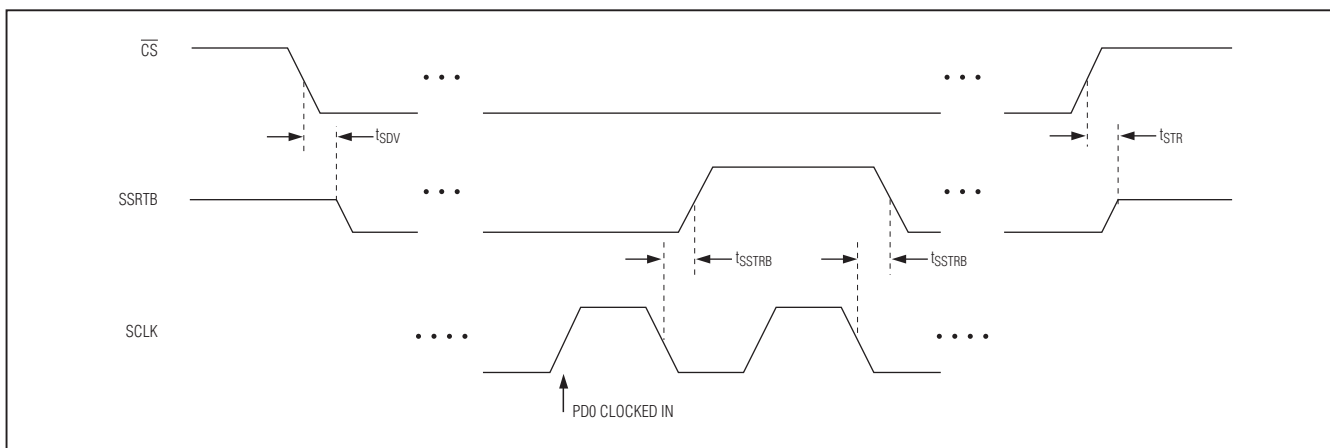 CS
tSDV
tSTR
SSRTB
tSSTRB
tSSTRB
SCLK
PD0 CLOCKED IN